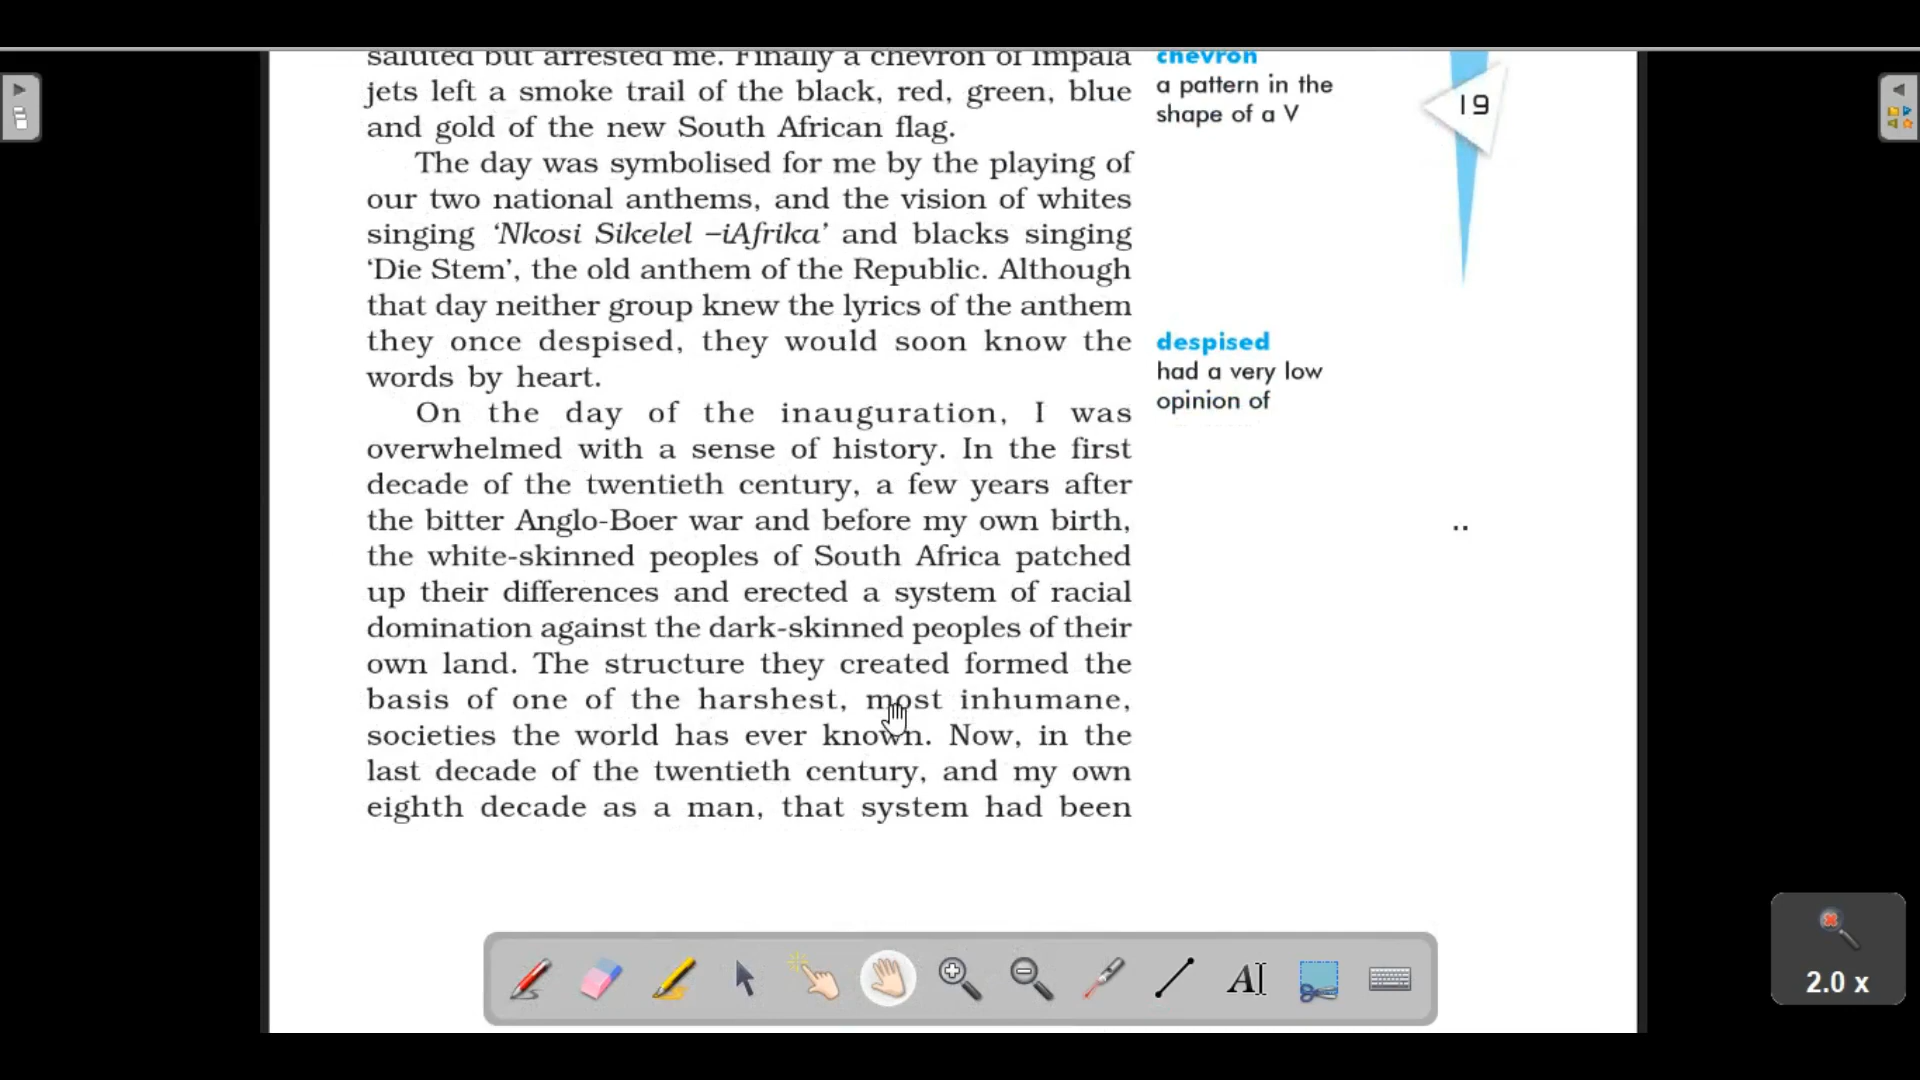 saluted but arrested me. Finally a chevron of Impala
jets left a smoke trail of the black, red, green, blue
and gold of the new South African flag.
The day was symbolised for me by the playing of
our two national anthems, and the vision of whites
singing ‘Nkosi Sikelel –iAfrika’ and blacks singing
‘Die Stem’, the old anthem of the Republic. Although
that day neither group knew the lyrics of the anthem
they once despised, they would soon know the
words by heart.
On the day of the inauguration, I was
overwhelmed with a sense of history. In the first
decade of the twentieth century, a few years after
the bitter Anglo-Boer war and before my own birth,
the white-skinned peoples of South Africa patched
up their differences and erected a system of racial
domination against the dark-skinned peoples of their
own land. The structure they created formed the
basis of one of the harshest, most inhumane,
societies the world has ever known. Now, in the
last decade of the twentieth century, and my own
eighth decade as a man, that system had been
chevron
a pattern in the
shape of a V
19
despised
had a very low
opinion of
..
AI
2.0 x